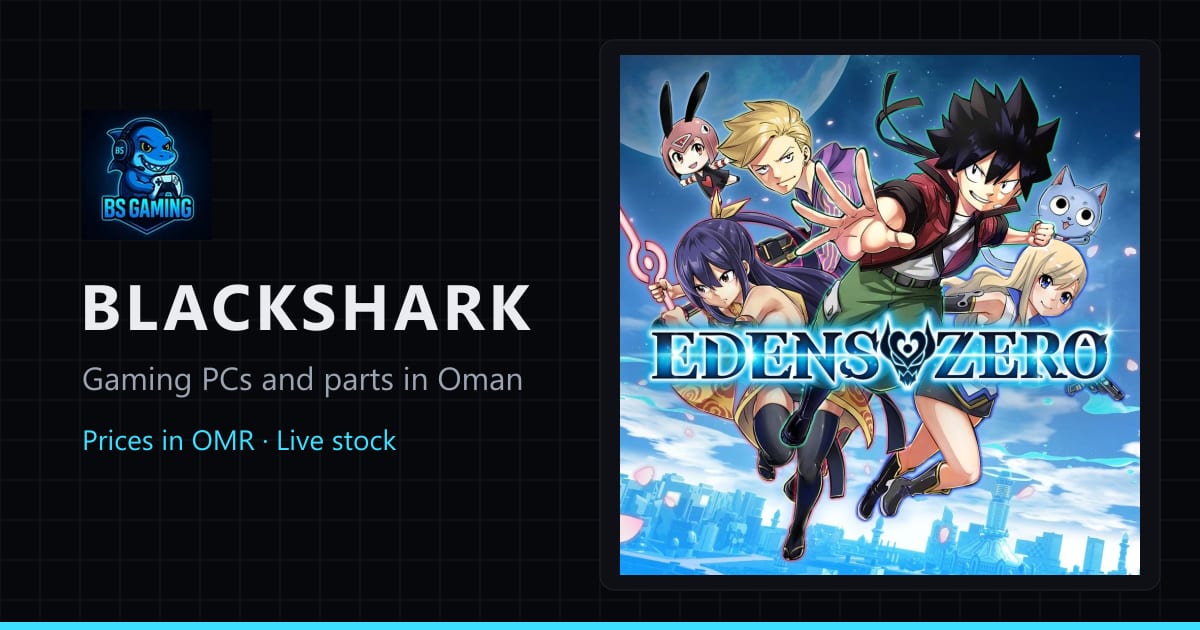 BS
BS GAMING
BLACKSHARK
Gaming PCs and parts in Oman
Prices in OMR · Live stock
EDENS ZERO